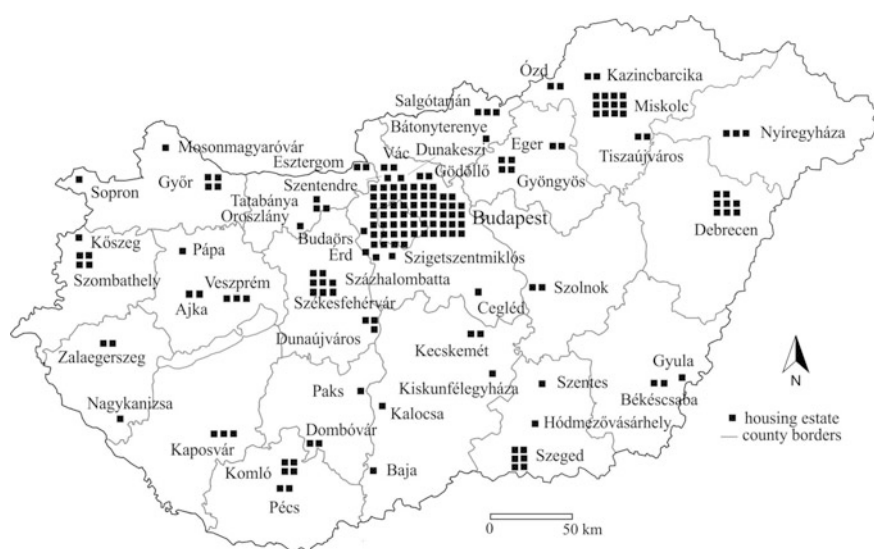 Ózd
Kazincbarcika
Salgótarján
Miskolc
Bátonyterenye
Mosonmagyaróvár
Dunakeszi
Eger
Nyíregyháza
Esztergom
Vác
Tiszaújváros
Sopron
Győr
Szentendre
Gödöllő
Gyöngyös
Tatabánya
Oroszlány
Budapest
Debrecen
Kőszeg
Pápa
Budaörs
Érd
Szigetszentmiklós
Szombathely
Veszprém
Százhalombatta
Ajka
Székesfehérvár
Cegléd
Szolnok
Dunaújváros
Zalaegerszeg
Kecskemét
Gyula
N
Nagykanizsa
Paks
Kiskunfélegyháza
Szentes
Békéscsaba
Kalocsa
housing estate
Dombóvár
Hódmezővásárhely
county borders
Kaposvár
Komló
Baja
Szeged
Pécs
0 50 km